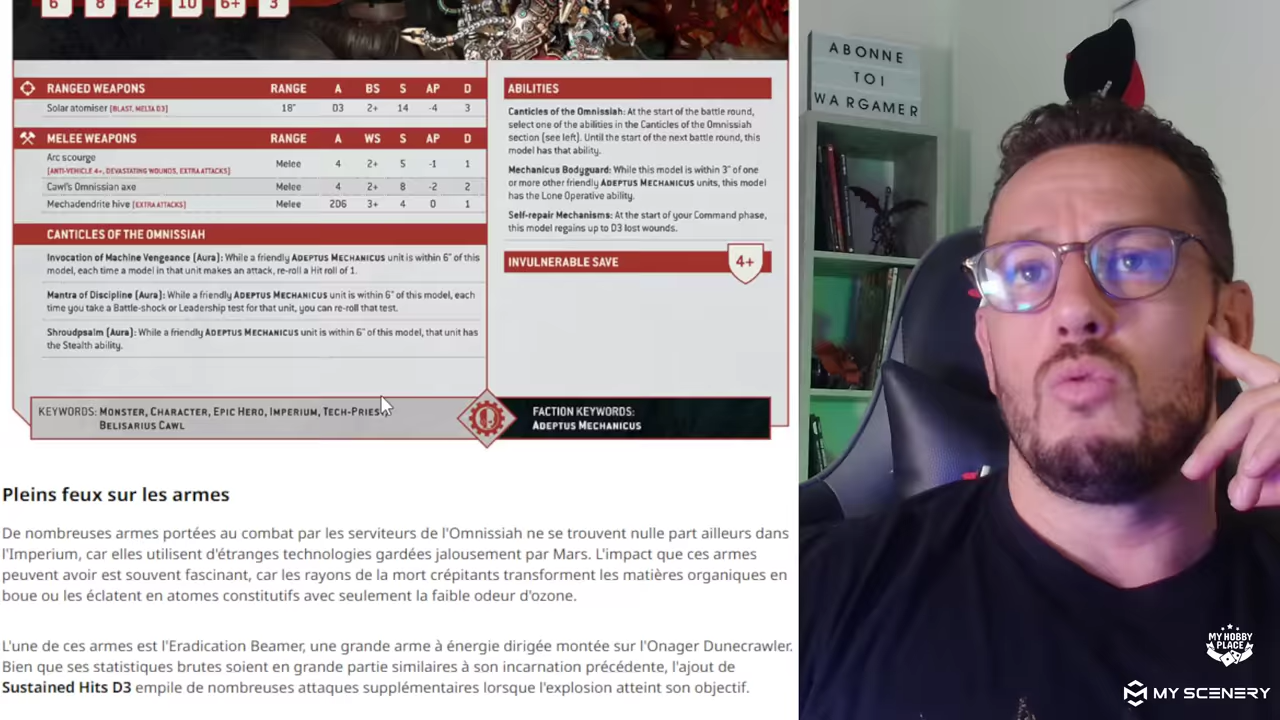 6" 8 2+ 10 6+ 3
RANGED WEAPONS RANGE A BS S AP D
Solar atomiser [BLAST, MELTA D3] 18" D3 2+ 14 -4 3
MELEE WEAPONS RANGE A WS S AP D
Arc scourge
[ANTI-VEHICLE 4+, DEVASTATING WOUNDS, EXTRA ATTACKS] Melee 4 2+ 5 -1 1
Cawl's Omnissian axe Melee 4 2+ 8 -2 2
Mechadendrite hive [EXTRA ATTACKS] Melee 2D6 3+ 4 0 1
CANTICLES OF THE OMNISSIAH
Invocation of Machine Vengeance (Aura): While a friendly ADEPTUS MECHANICUS unit is within 6" of this
model, each time a model in that unit makes an attack, re-roll a Hit roll of 1.
Mantra of Discipline (Aura): While a friendly ADEPTUS MECHANICUS unit is within 6" of this model, each
time you take a Battle-shock or Leadership test for that unit, you can re-roll that test.
Shroudpsalm (Aura): While a friendly ADEPTUS MECHANICUS unit is within 6" of this model, that unit has
the Stealth ability.
ABILITIES
Canticles of the Omnissiah: At the start of the battle round,
select one of the abilities in the Canticles of the Omnissiah
section (see left). Until the start of the next battle round, this
model has that ability.
Mechanicus Bodyguard: While this model is within 3" of one
or more other friendly ADEPTUS MECHANICUS units, this model
has the Lone Operative ability.
Self-repair Mechanisms: At the start of your Command phase,
this model regains up to D3 lost wounds.
INVULNERABLE SAVE 4+
KEYWORDS: MONSTER, CHARACTER, EPIC HERO, IMPERIUM, TECH-PRIEST,
BELISARIUS CAWL
FACTION KEYWORDS:
ADEPTUS MECHANICUS
Pleins feux sur les armes
De nombreuses armes portées au combat par les serviteurs de l'Omnissiah ne se trouvent nulle part ailleurs dans
l'Imperium, car elles utilisent d'étranges technologies gardées jalousement par Mars. L'impact que ces armes
peuvent avoir est souvent fascinant, car les rayons de la mort crépitants transforment les matières organiques en
boue ou les éclatent en atomes constitutifs avec seulement la faible odeur d'ozone.
L'une de ces armes est l'Eradication Beamer, une grande arme à énergie dirigée montée sur l'Onager Dunecrawler.
Bien que ses statistiques brutes soient en grande partie similaires à son incarnation précédente, l'ajout de
Sustained Hits D3 empile de nombreuses attaques supplémentaires lorsque l'explosion atteint son objectif.
ABONNE
TOI
WARGAMER
MY HOBBY
PLACE
MY SCENERY